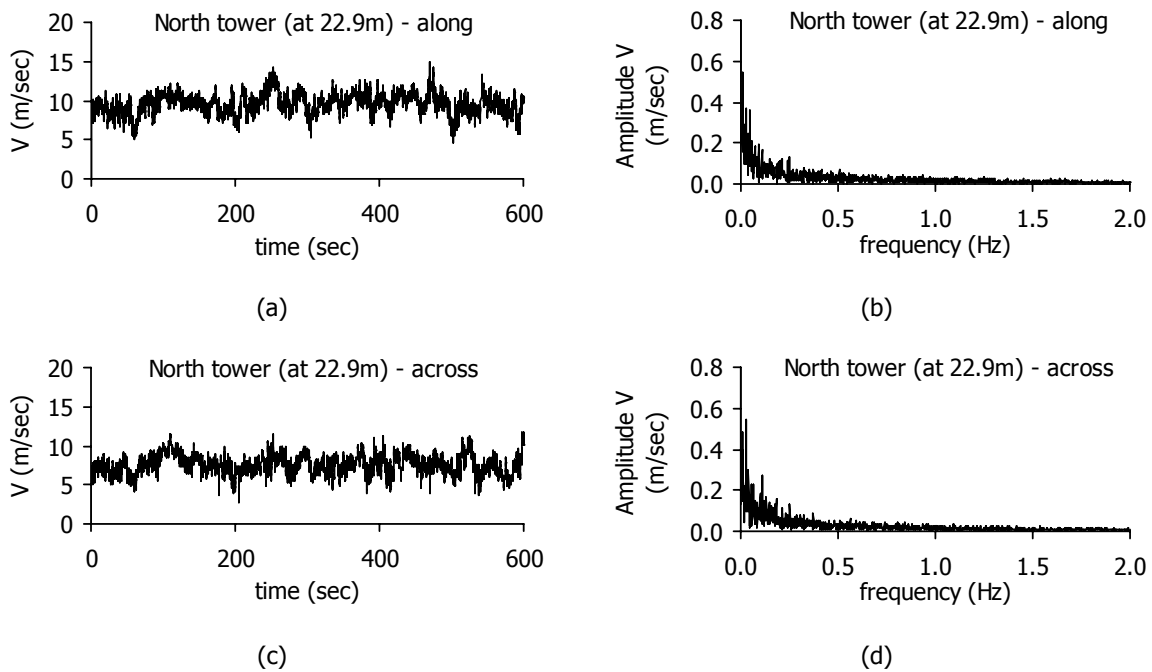 North tower (at 22.9m) - along
20
15
10
5
0
V (m/sec)
0 200 400 600
time (sec)
(a)
North tower (at 22.9m) - along
0.8
0.6
0.4
0.2
0.0
Amplitude V
(m/sec)
0.0 0.5 1.0 1.5 2.0
frequency (Hz)
(b)
North tower (at 22.9m) - across
20
15
10
5
0
V (m/sec)
0 200 400 600
time (sec)
(c)
North tower (at 22.9m) - across
0.8
0.6
0.4
0.2
0.0
Amplitude V
(m/sec)
0.0 0.5 1.0 1.5 2.0
frequency (Hz)
(d)